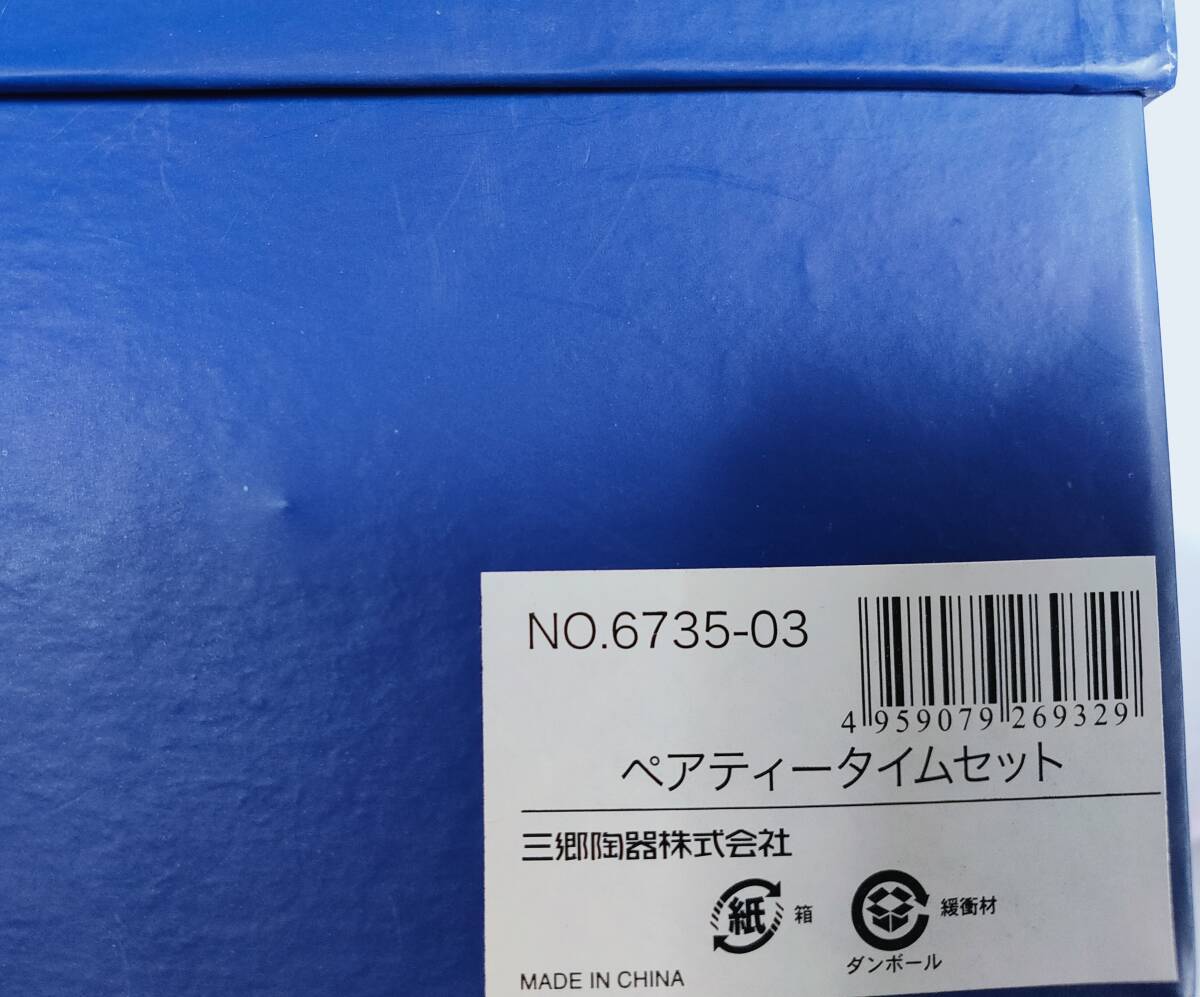 NO.6735-03
4 959079 269329
ペアティータイムセット
三郷陶器株式会社
紙 箱
緩衝材
ダンボール
MADE IN CHINA